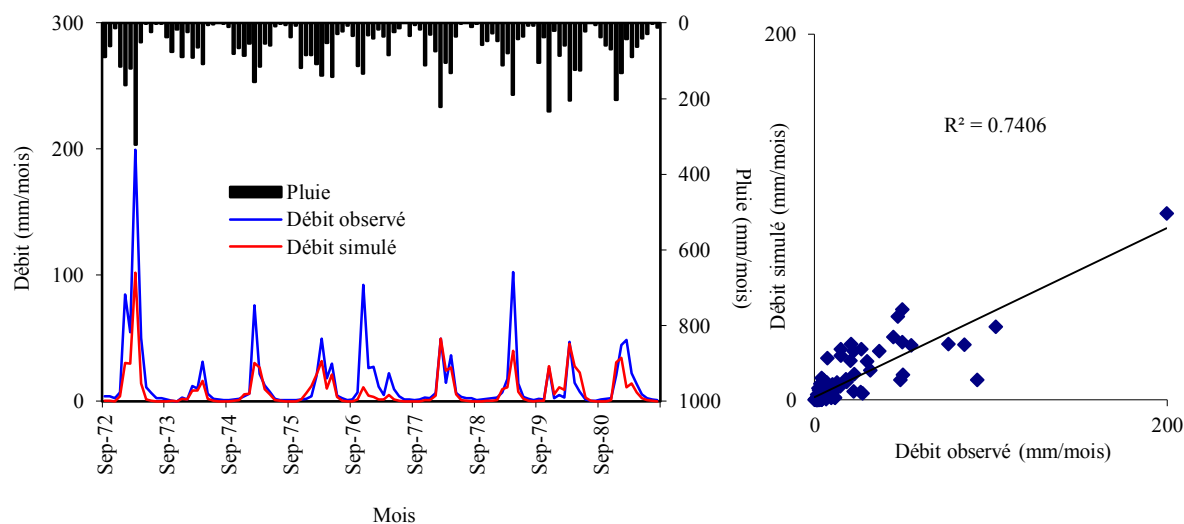 300
200
100
0
Débit (mm/mois)
0
200
400
600
800
1000
Pluie (mm/mois)
Pluie
Débit observé
Débit simulé
Sep-72
Sep-73
Sep-74
Sep-75
Sep-76
Sep-77
Sep-78
Sep-79
Sep-80
Mois
200
0
Débit simulé (mm/mois)
R² = 0.7406
0
200
Débit observé (mm/mois)